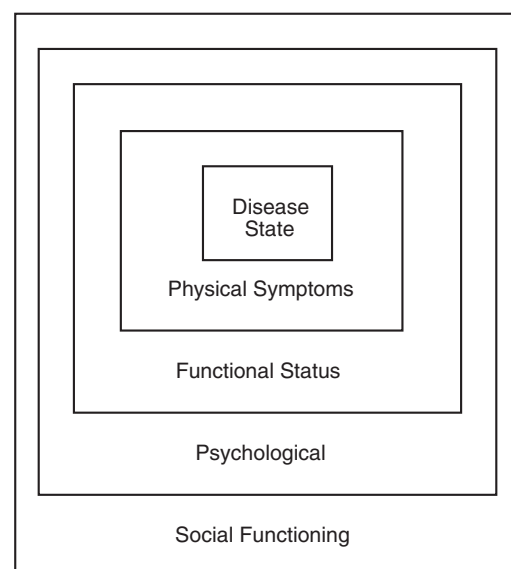 Disease
State
Physical Symptoms
Functional Status
Psychological
Social Functioning